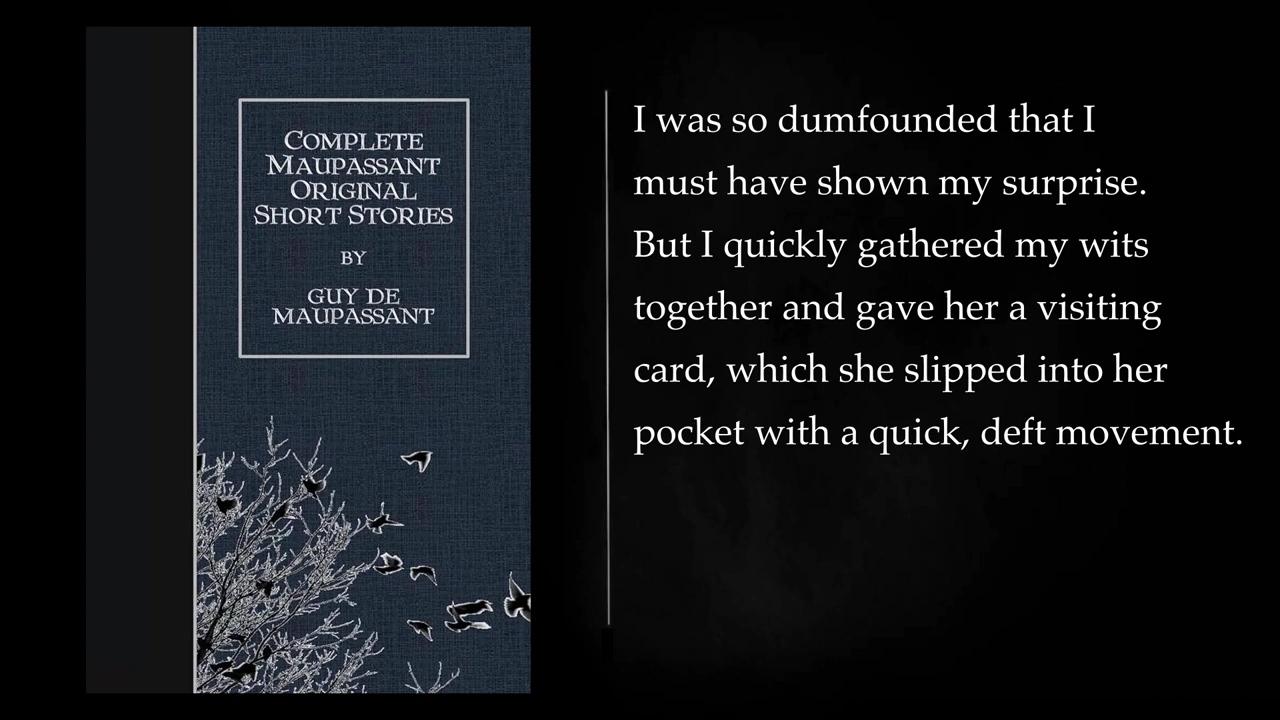 COMPLETE
MAUPASSANT
ORIGINAL
SHORT STORIES
BY
GUY DE
MAUPASSANT
I was so dumfounded that I
must have shown my surprise.
But I quickly gathered my wits
together and gave her a visiting
card, which she slipped into her
pocket with a quick, deft movement.